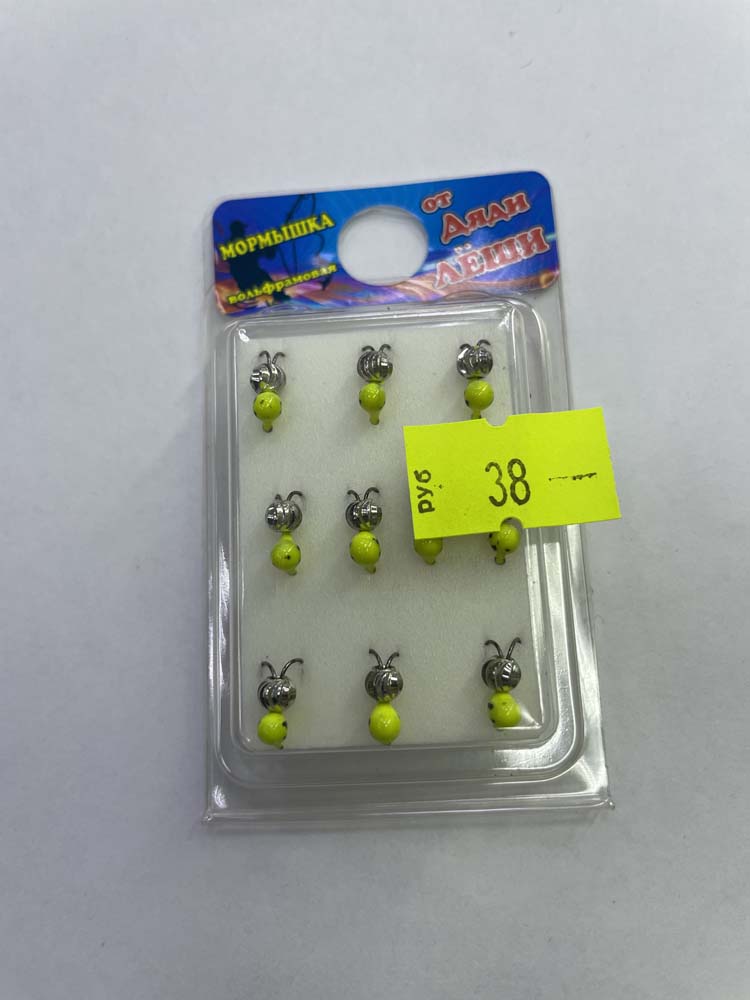 МОРМЫШКА
вольфрамовая
от
Дяди
ЛЁШИ
руб 38